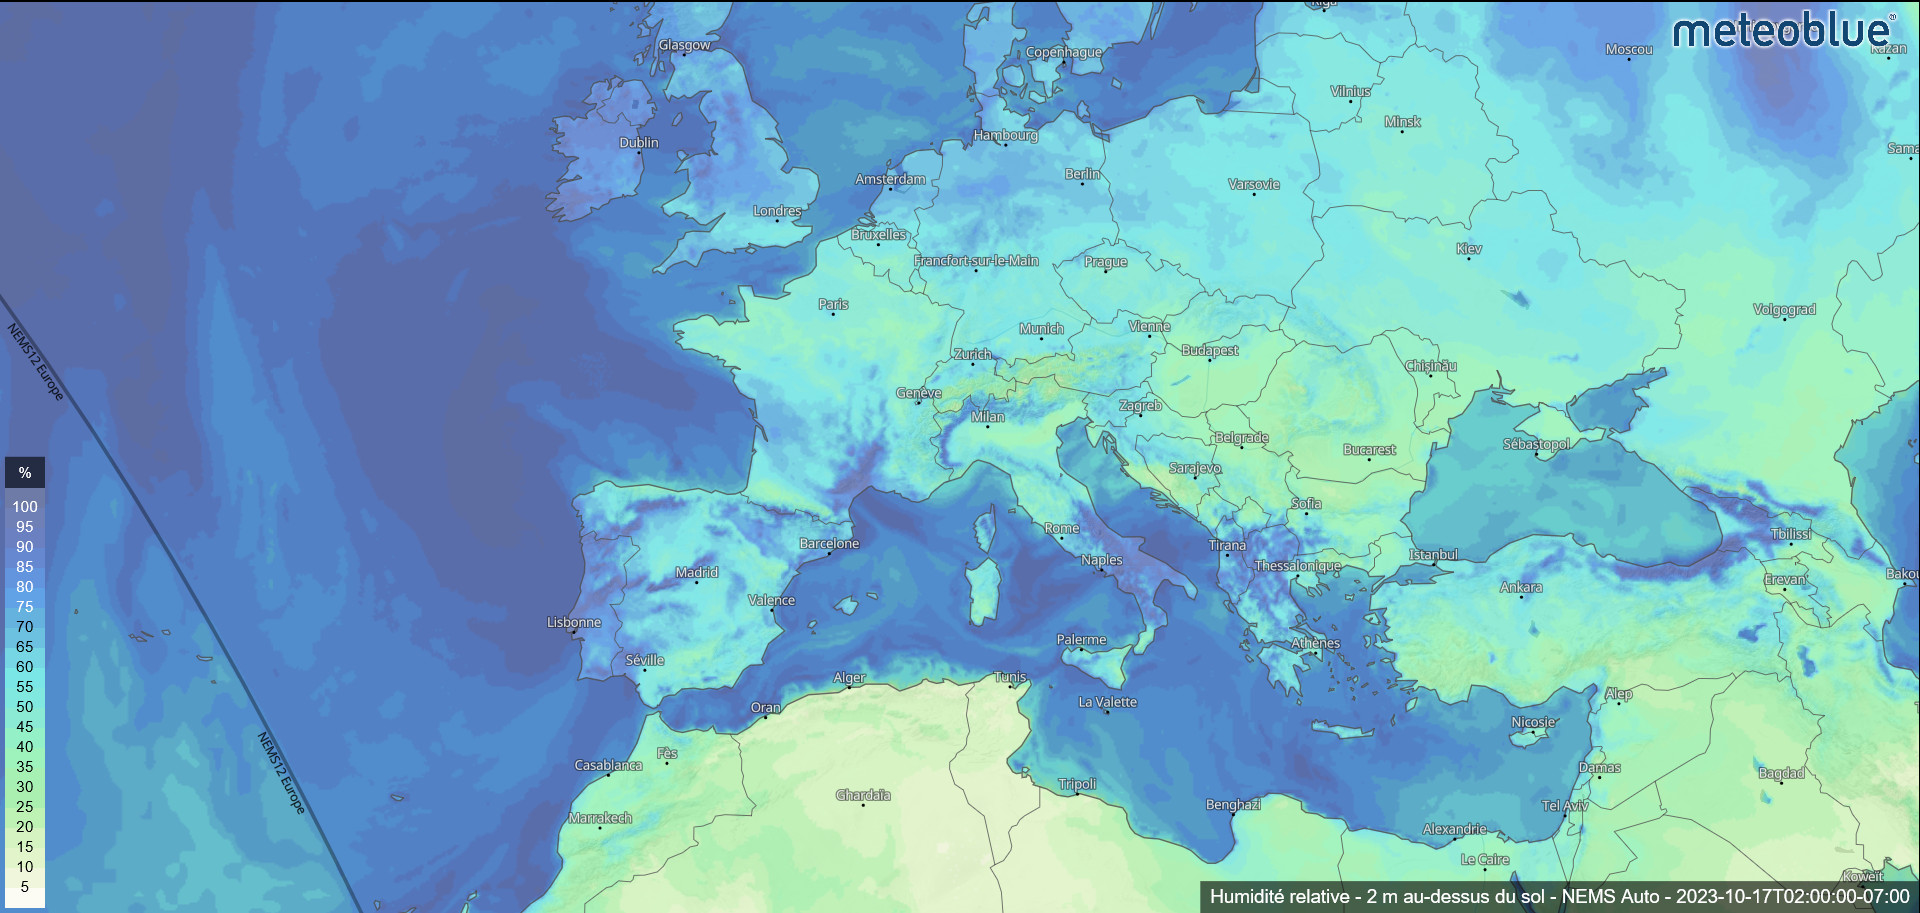 Riga
meteoblue®
Glasgow
Copenhague
Moscou
Kazan
Vilnius
Minsk
Hambourg
Dublin
Sama
Amsterdam
Berlin
Varsovie
Londres
Bruxelles
Kiev
Francfort-sur-le-Main
Prague
Paris
Volgograd
NEMS12 Europe
Munich
Vienne
Zurich
Budapest
Chișinău
Genève
Zagreb
Milan
Belgrade
Sébastopol
Bucarest
%
Sarajevo
100
Sofia
95
Rome
Tbilissi
90
Barcelone
Tirana
Istanbul
85
Naples
Thessalonique
Madrid
Bakou
80
Ankara
Erevan
75
Valence
70
Lisbonne
65
Palerme
Athènes
60
Séville
55
Alger
Tunis
Alep
50
Oran
La Valette
45
Nicosie
NEMS12 Europe
40
Fès
35
Casablanca
Damas
Bagdad
30
Ghardaïa
Tripoli
25
Benghazi
Tel Aviv
20
Marrakech
Alexandrie
15
10
Le Caire
5
Koweït
Humidité relative - 2 m au-dessus du sol - NEMS Auto - 2023-10-17T02:00:00-07:00